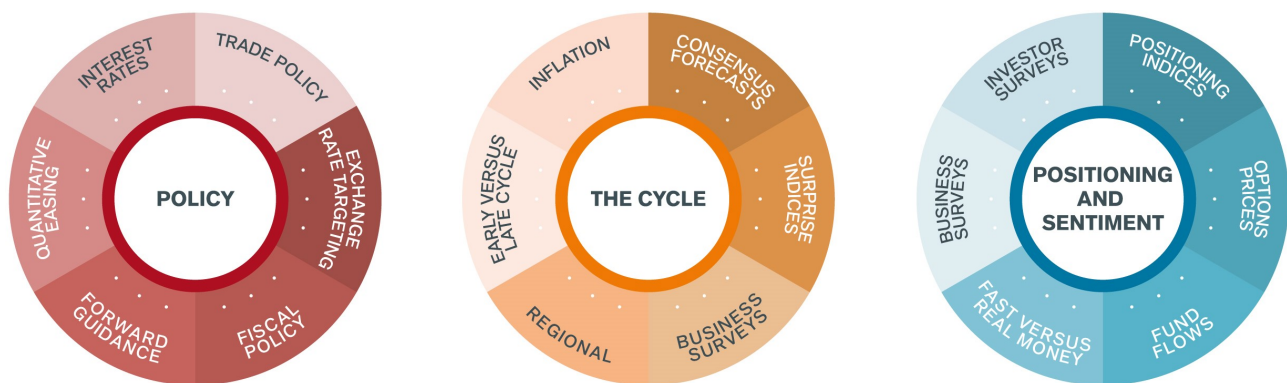 POLICY
TRADE POLICY
EXCHANGE
RATE TARGETING
FISCAL
POLICY
FORWARD
GUIDANCE
QUANTITATIVE
EASING
INTEREST
RATES
THE CYCLE
CONSENSUS
FORECASTS
SURPRISE
INDICES
BUSINESS
SURVEYS
REGIONAL
EARLY VERSUS
LATE CYCLE
INFLATION
POSITIONING
AND
SENTIMENT
POSITIONING
INDICES
OPTIONS
PRICES
FUND
FLOWS
FAST VERSUS
REAL MONEY
BUSINESS
SURVEYS
INVESTOR
SURVEYS